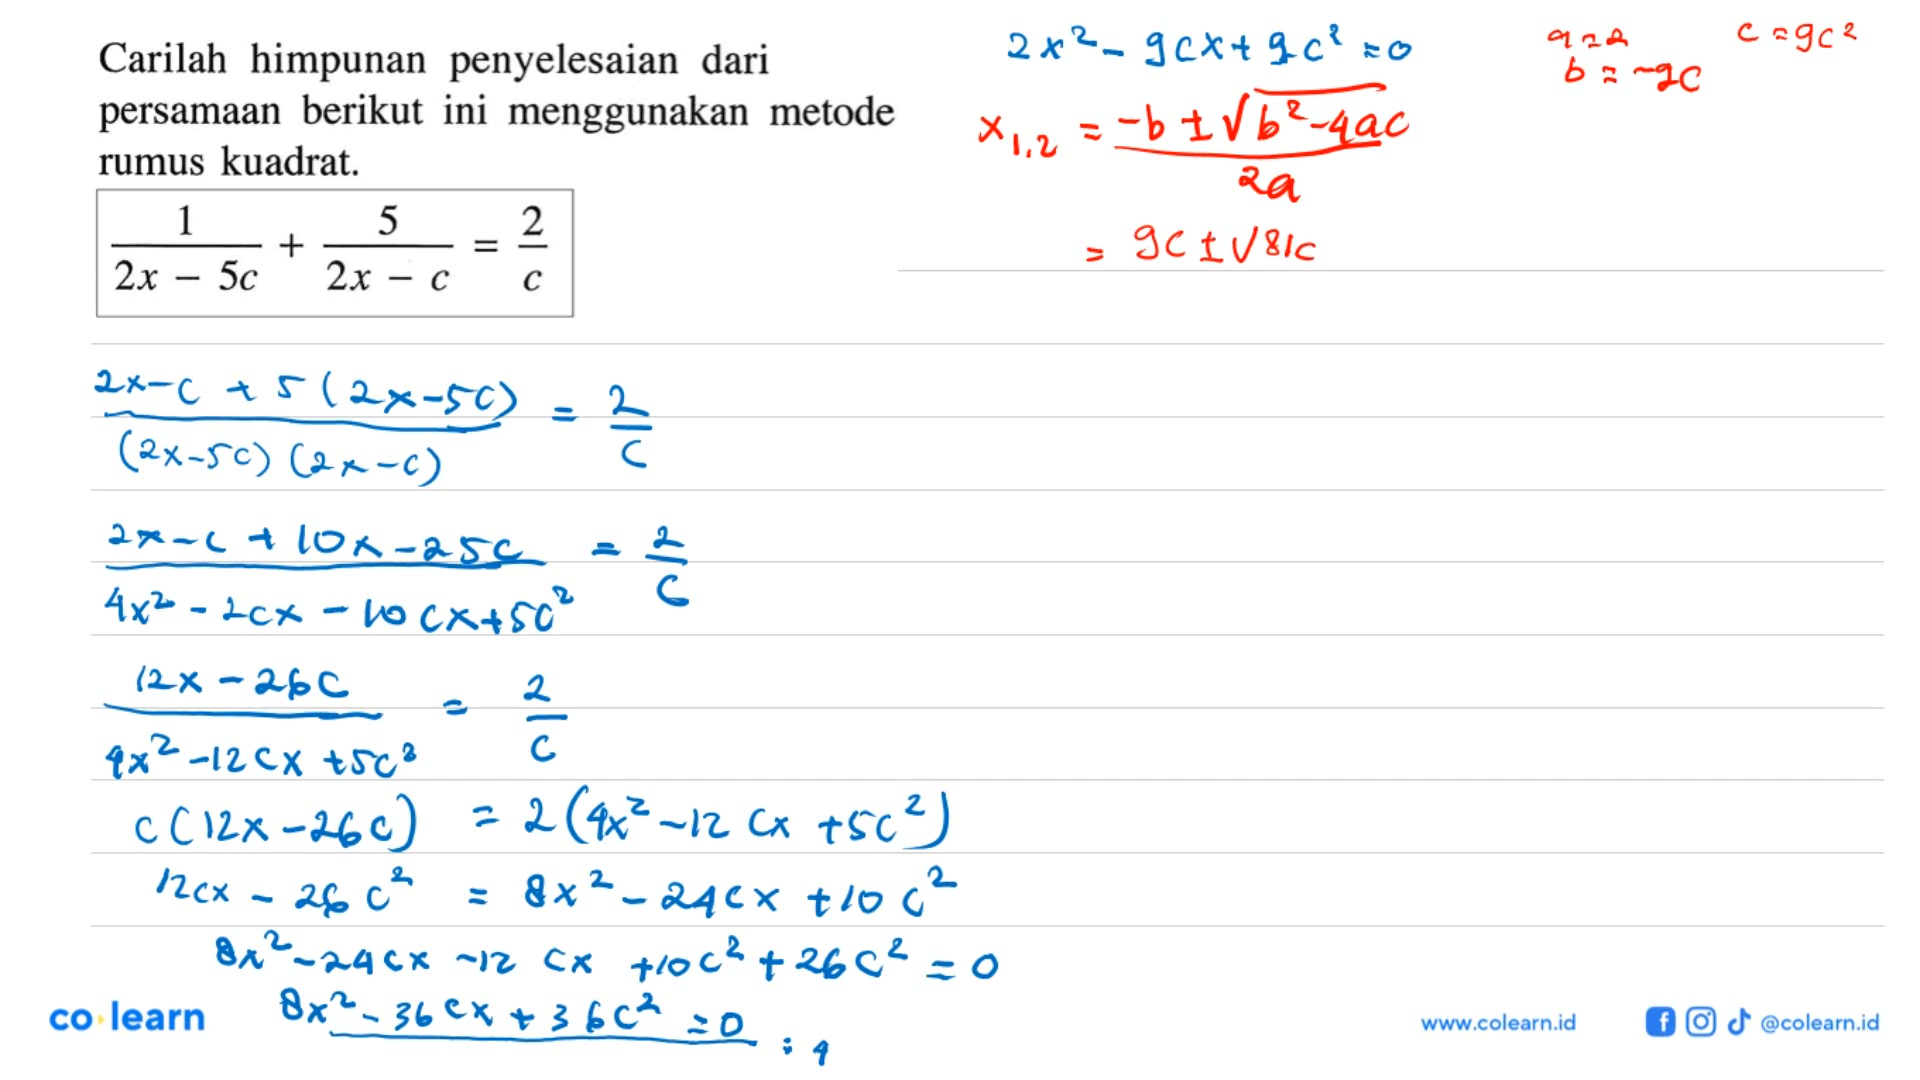 Carilah himpunan penyelesaian dari
persamaan berikut ini menggunakan metode
rumus kuadrat.
1/(2x - 5c) + 5/(2x - c) = 2/c
(2x-c + 5(2x-5c))/((2x-5c)(2x-c)) = 2/c
(2x-c + 10x-25c)/(4x² - 2cx - 10cx+5c²) = 2/c
(12x - 26c)/(4x² -12cx +5c²) = 2/c
c(12x-26c) = 2(4x² -12cx +5c²)
12cx - 26c² = 8x² - 24cx +10c²
8x² -24cx -12cx +10c² + 26c² = 0
8x² - 36cx + 36c² = 0 : 4
2x² - 9cx + 9c² = 0
a = 2
b = -9c
c = 9c²
x1,2 = (-b ± √(b² -4ac))/2a
= 9c ± √81c
co learn
www.colearn.id
@colearn.id